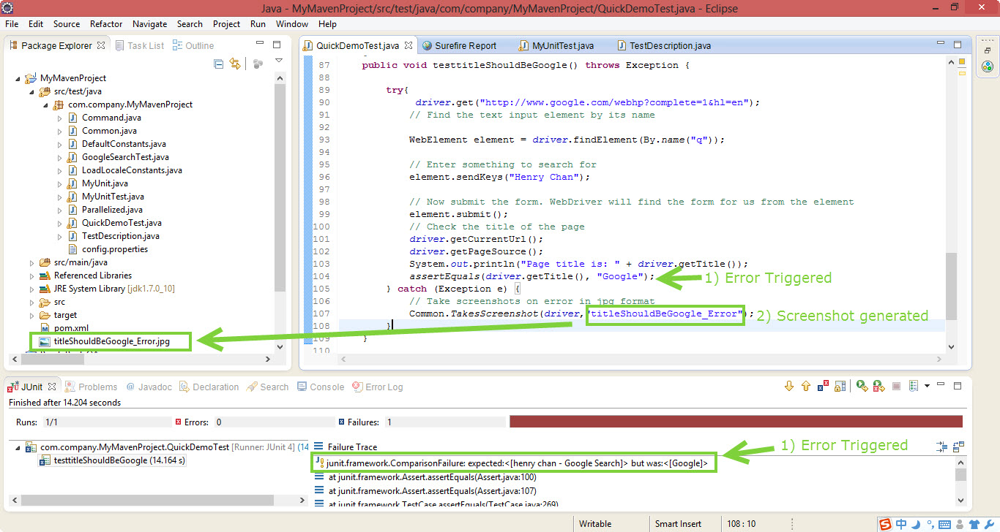 Java - MyMavenProject/src/test/java/com/company/MyMavenProject/QuickDemoTest.java - Eclipse
File Edit Source Refactor Navigate Search Project Run Window Help
Package Explorer Task List Outline
MyMavenProject
src/test/java
com.company.MyMavenProject
Command.java
Common.java
DefaultConstants.java
GoogleSearchTest.java
LoadLocaleConstants.java
MyUnit.java
MyUnitTest.java
Parallelized.java
QuickDemoTest.java
TestDescription.java
config.properties
src/main/java
Referenced Libraries
JRE System Library [jdk1.7.0_10]
src
target
pom.xml
titleShouldBeGoogle_Error.jpg
QuickDemoTest.java Surefire Report MyUnitTest.java TestDescription.java
87 public void testtitleShouldBeGoogle() throws Exception {
88
89 try{
90 driver.get("http://www.google.com/webhp?complete=1&hl=en");
91 // Find the text input element by its name
92
93 WebElement element = driver.findElement(By.name("q"));
94
95 // Enter something to search for
96 element.sendKeys("Henry Chan");
97
98 // Now submit the form. WebDriver will find the form for us from the element
99 element.submit();
100 // Check the title of the page
101 driver.getCurrentUrl();
102 driver.getPageSource();
103 System.out.println("Page title is: " + driver.getTitle());
104 assertEquals(driver.getTitle(), "Google"); 1) Error Triggered
105 } catch (Exception e) {
106 // Take screenshots on error in jpg format
107 Common.TakesScreenshot(driver,"titleShouldBeGoogle_Error"); 2) Screenshot generated
108 }
109 }
110
JUnit Problems @ Javadoc Declaration Search Console Error Log
Finished after 14.204 seconds
Runs: 1/1 Errors: 0 Failures: 1
com.company.MyMavenProject.QuickDemoTest [Runner: JUnit 4] (14
testtitleShouldBeGoogle (14.164 s)
Failure Trace
1) Error Triggered
junit.framework.ComparisonFailure: expected:<[henry chan - Google Search]> but was:<[Google]>
at junit.framework.Assert.assertEquals(Assert.java:100)
at junit.framework.Assert.assertEquals(Assert.java:107)
at junit.framework.TestCase.assertEquals(TestCase.java:269)
Writable Smart Insert 108 : 10
中